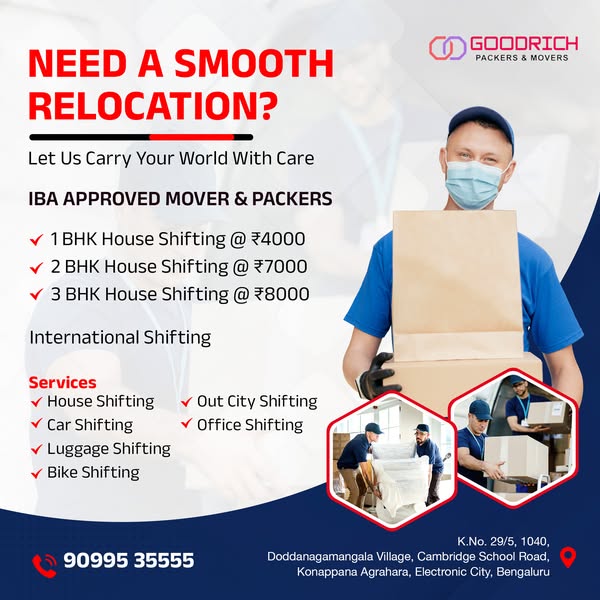 GOODRICH
PACKERS & MOVERS
NEED A SMOOTH
RELOCATION?
Let Us Carry Your World With Care
IBA APPROVED MOVER & PACKERS
1 BHK House Shifting @ ₹4000
2 BHK House Shifting @ ₹7000
3 BHK House Shifting @ ₹8000
International Shifting
Services
House Shifting
Car Shifting
Luggage Shifting
Bike Shifting
Out City Shifting
Office Shifting
90995 35555
K.No. 29/5, 1040,
Doddanagamangala Village, Cambridge School Road,
Konappana Agrahara, Electronic City, Bengaluru